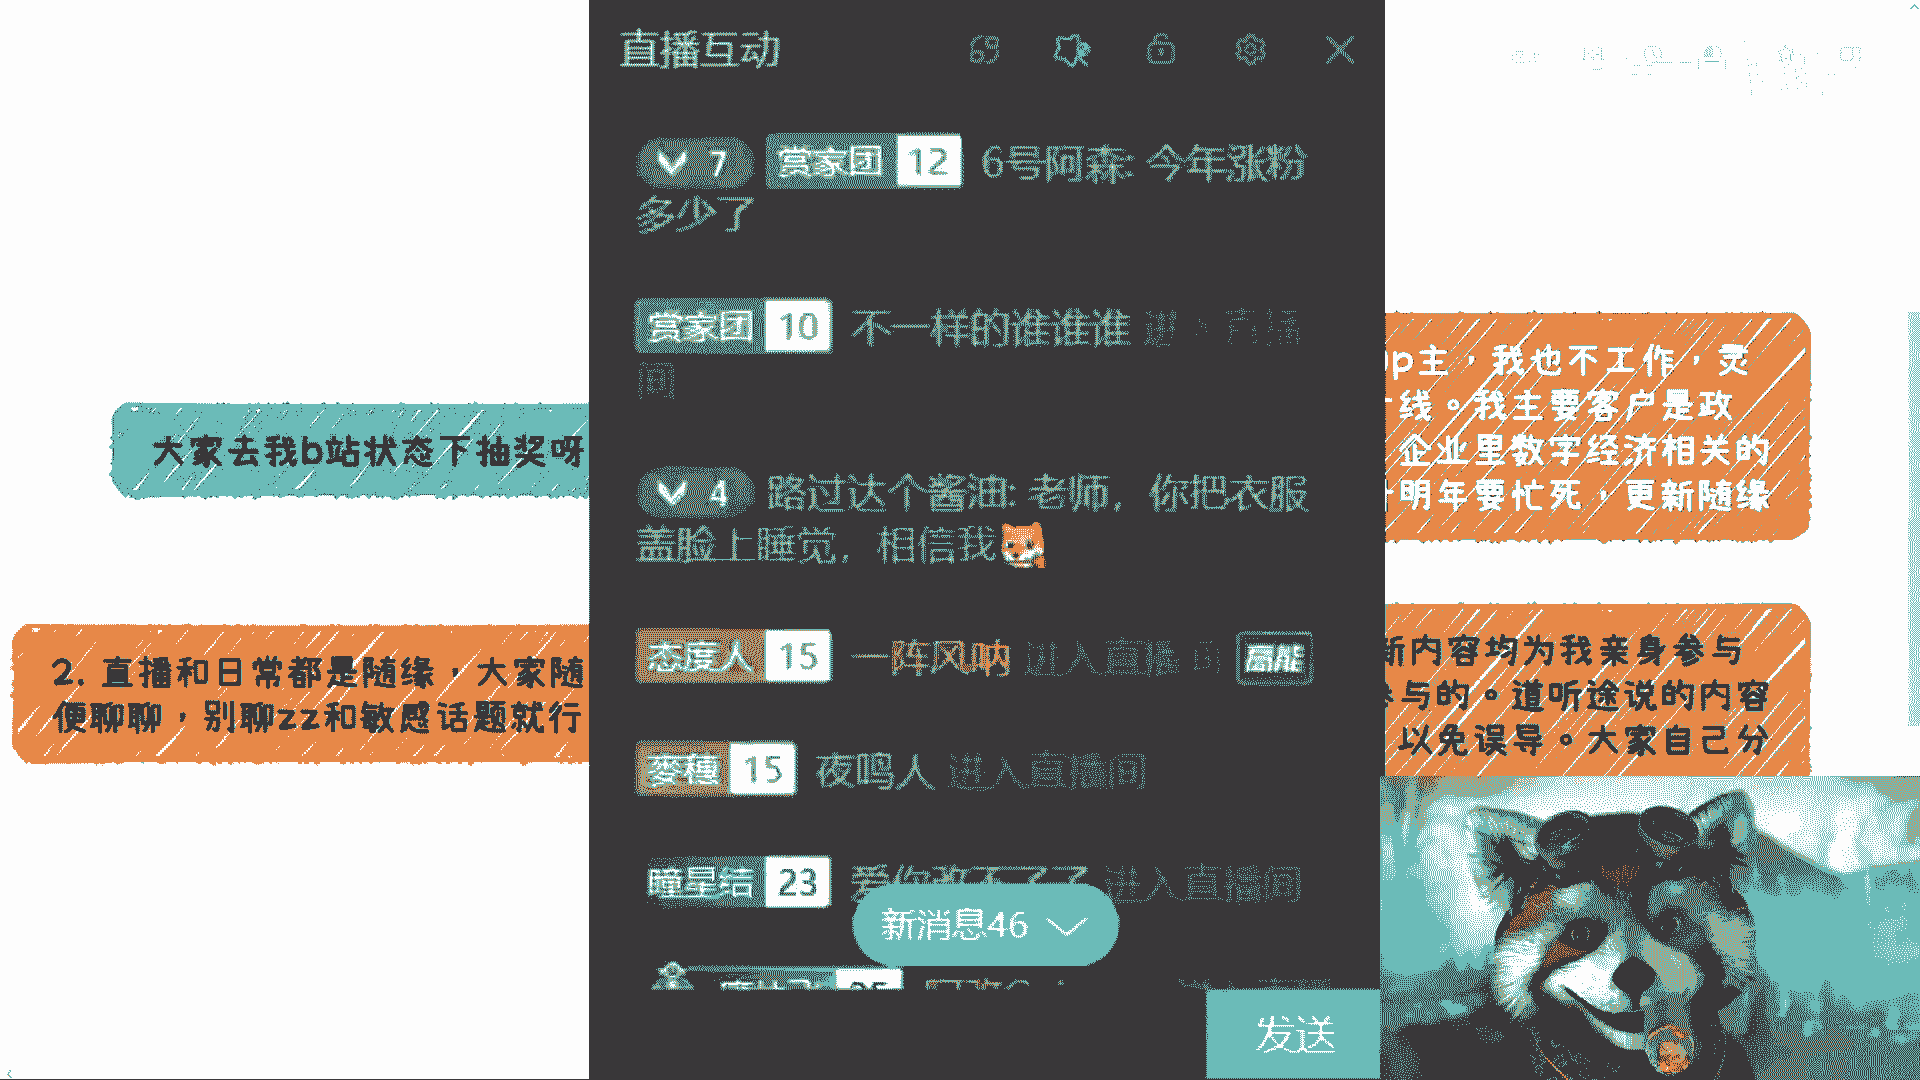 直播互动
7 赏家团 12 6号阿森: 今年涨粉
多少了
赏家团 10 不一样的谁谁谁 进入直播
间
4 路过达个酱油: 老师，你把衣服
盖脸上睡觉，相信我
态度人 15 一阵风呐 进入直播间 高能
麥穗 15 夜鸣人 进入直播间
瞳星结 23 爱你改不了了 进入直播间
新消息46
发送
大家去我b站状态下抽奖呀
2. 直播和日常都是随缘，大家随
便聊聊，别聊zz和敏感话题就行
up主，我也不工作，灵
线。我主要客户是政
企业里数字经济相关的
明年要忙死，更新随缘
新内容均为我亲身参与
参与的。道听途说的内容
以免误导。大家自己分